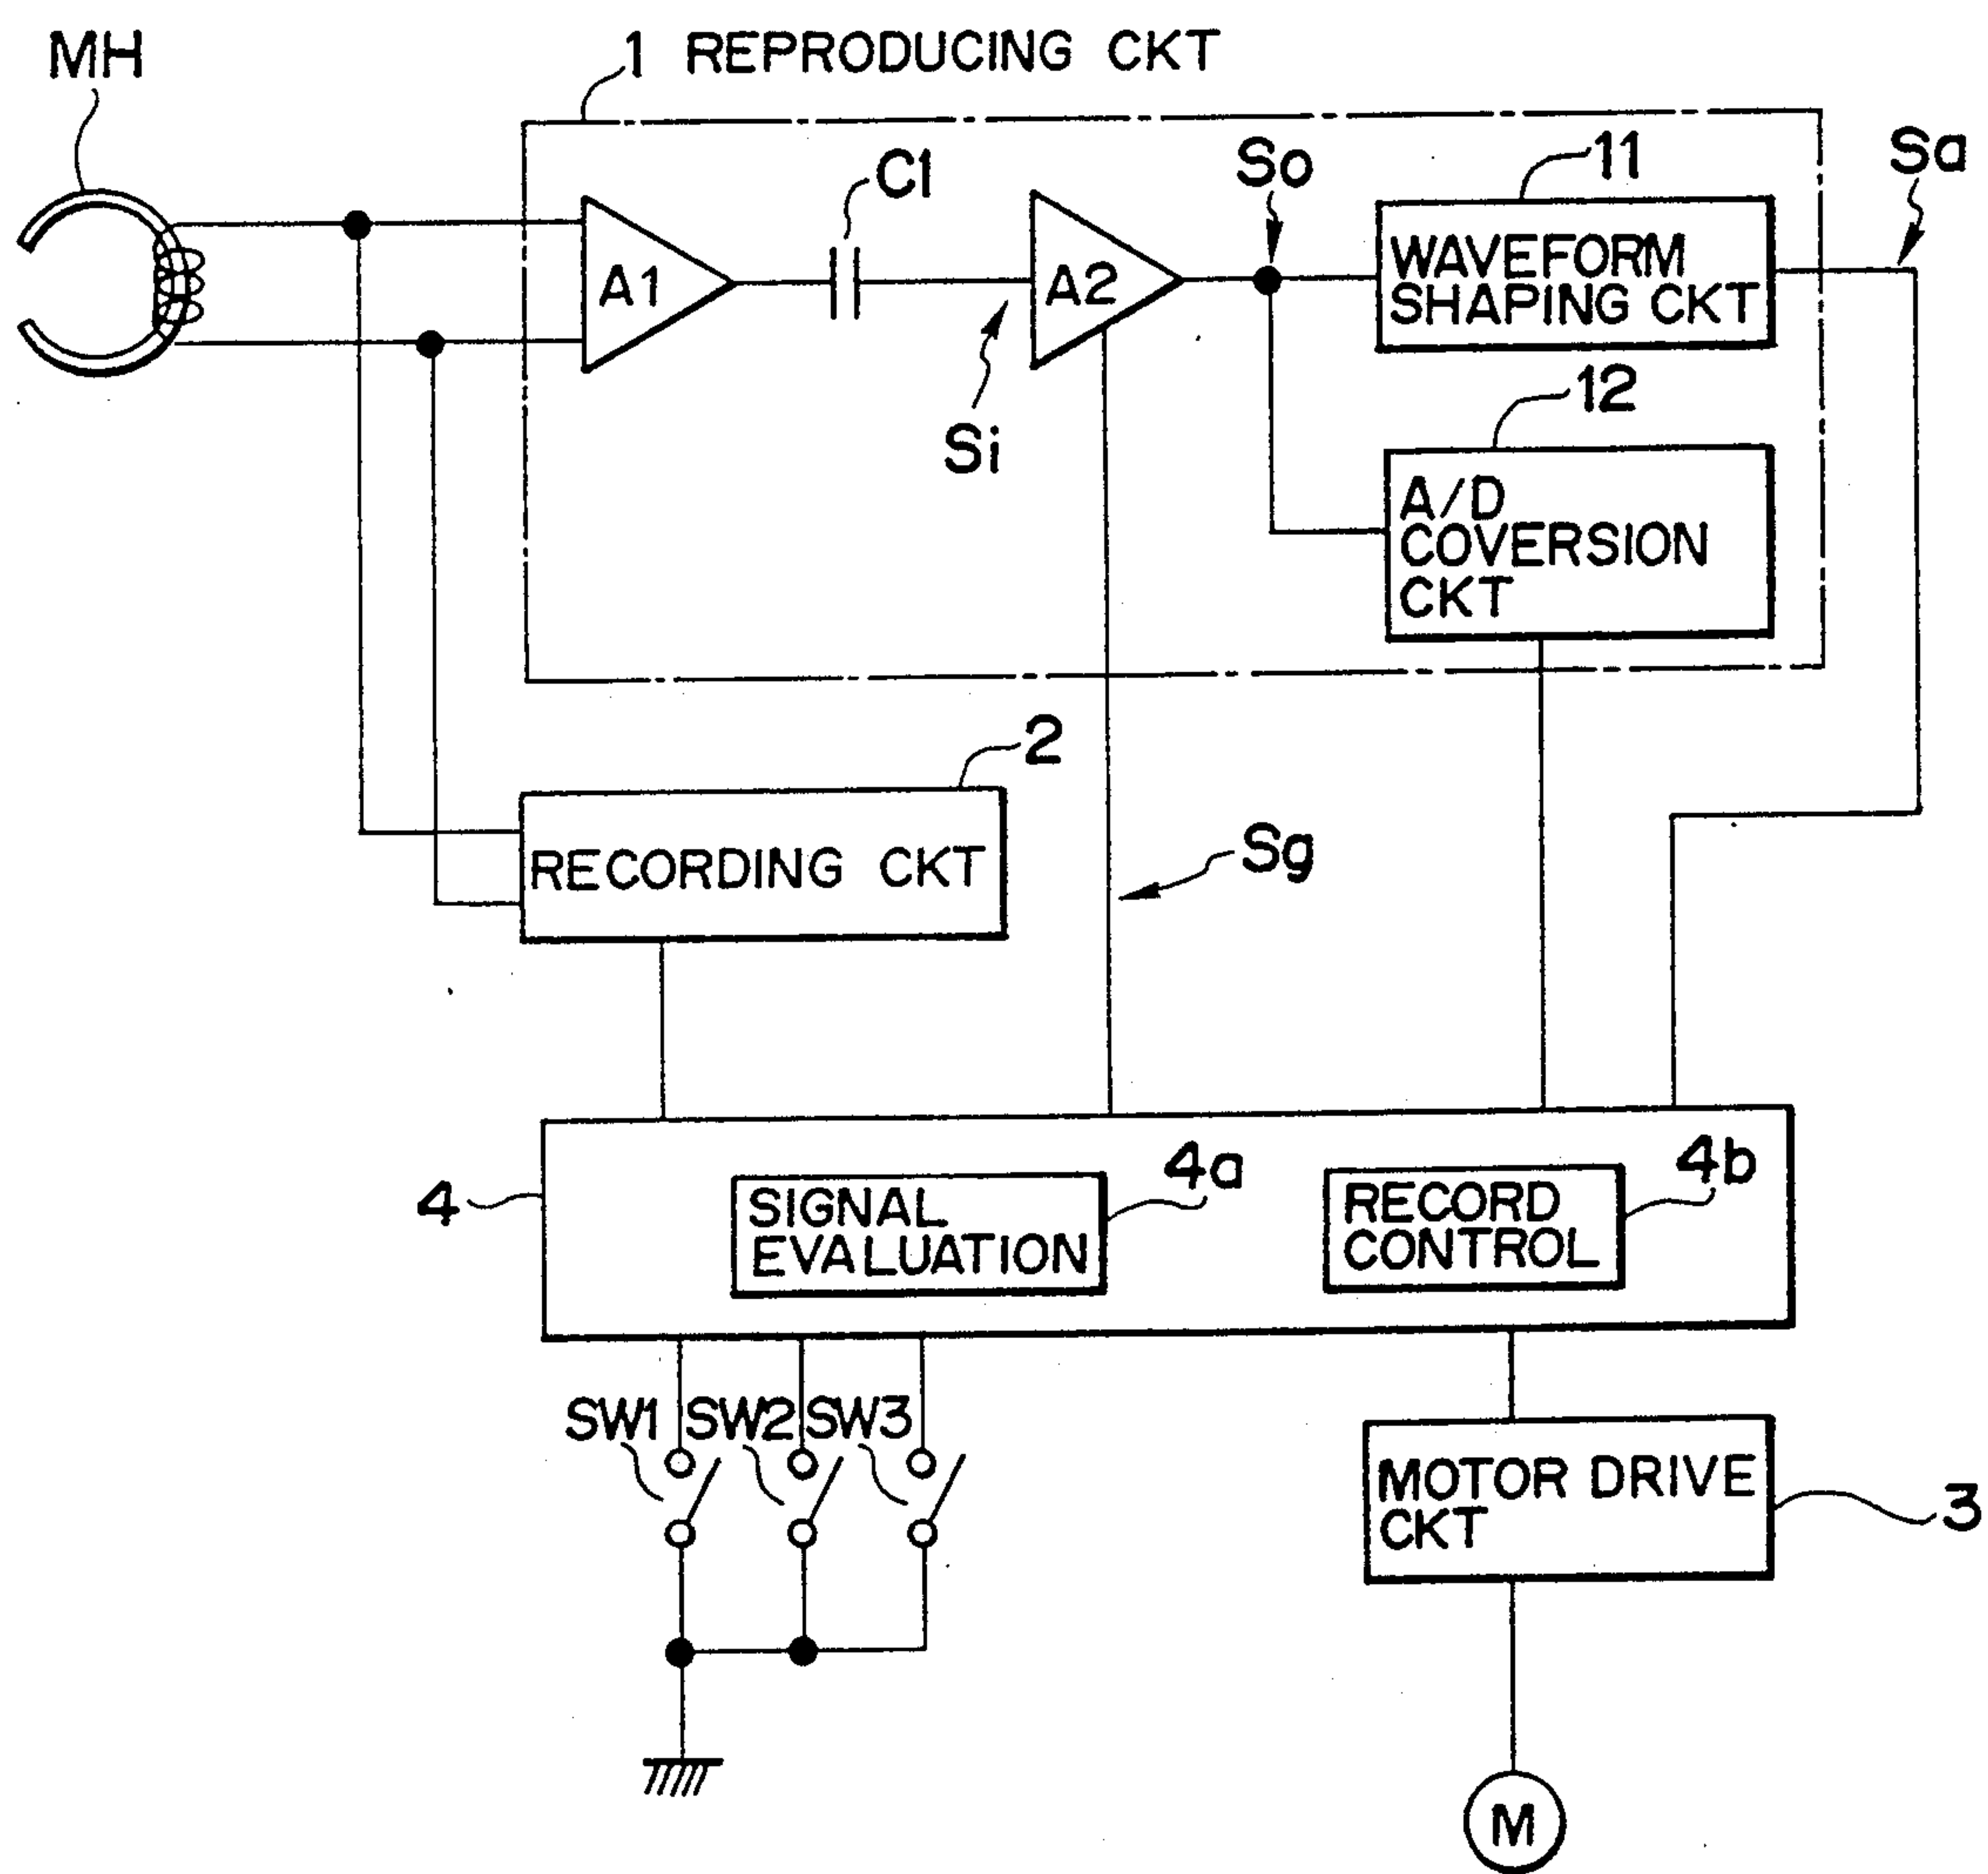 MH
1 REPRODUCING CKT
C1
So
11
Sa
A1
A2
WAVEFORM
SHAPING CKT
Si
12
A/D
COVERSION
CKT
2
RECORDING CKT
Sg
4
4a
4b
SIGNAL
EVALUATION
RECORD
CONTROL
SW1
SW2
SW3
MOTOR DRIVE
CKT
3
M